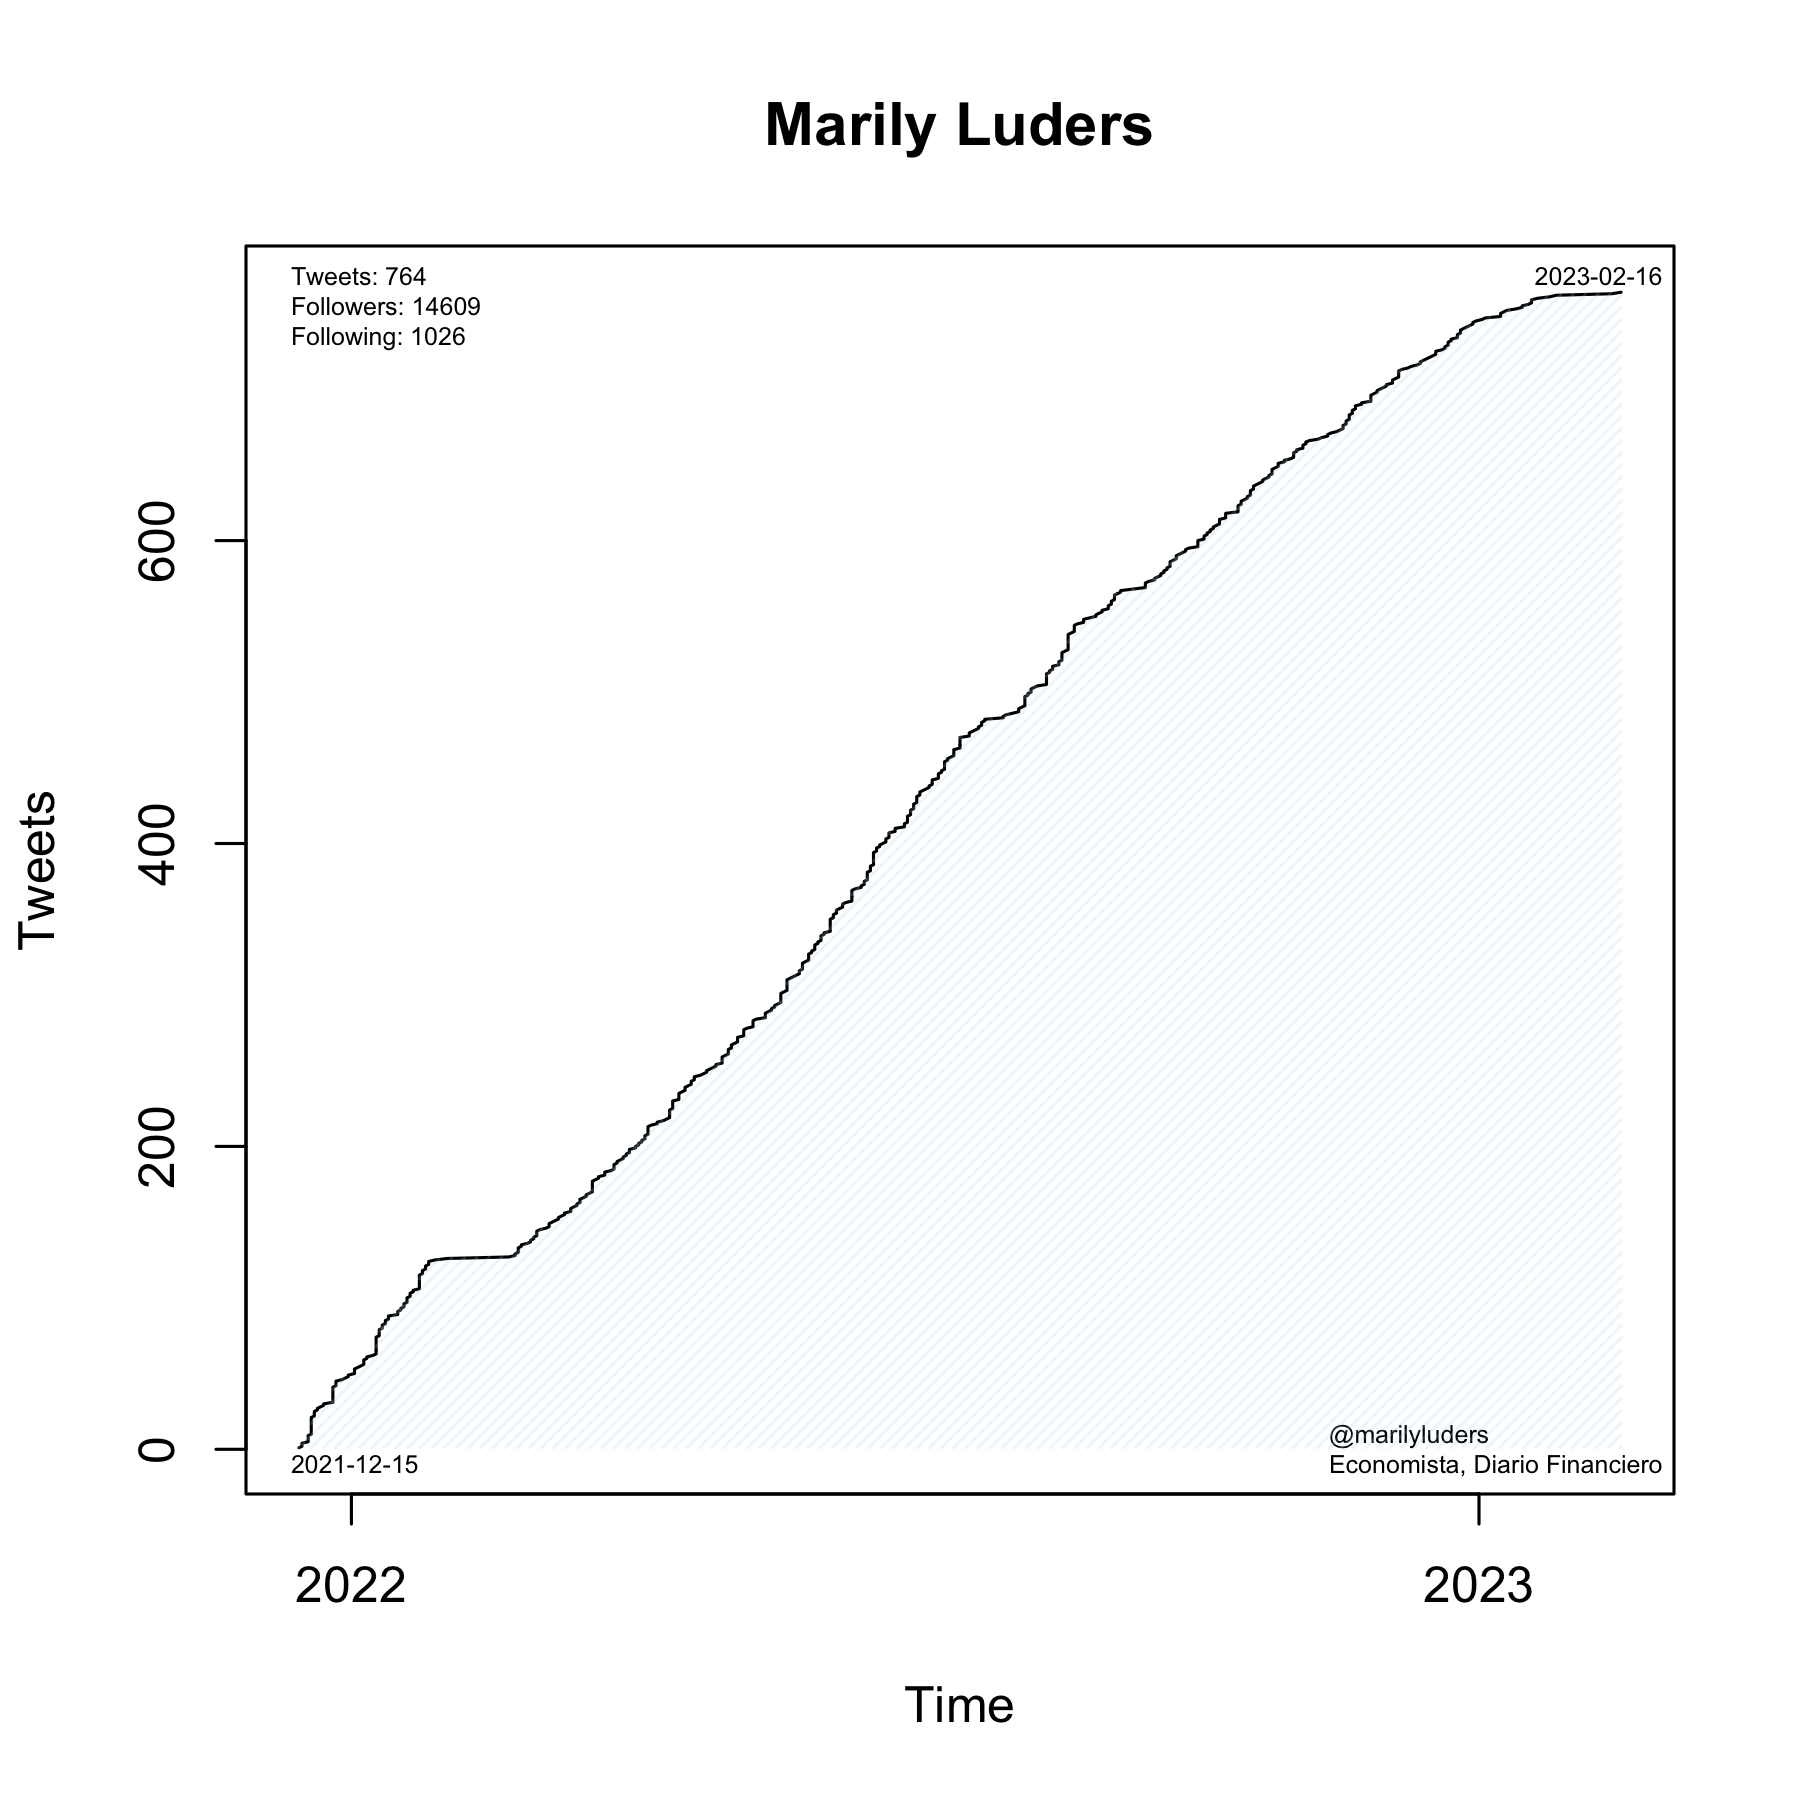 Marily Luders
Tweets: 764
Followers: 14609
Following: 1026
2023-02-16
600
400
200
0
Tweets
2021-12-15
@marilyluders
Economista, Diario Financiero
2022
2023
Time